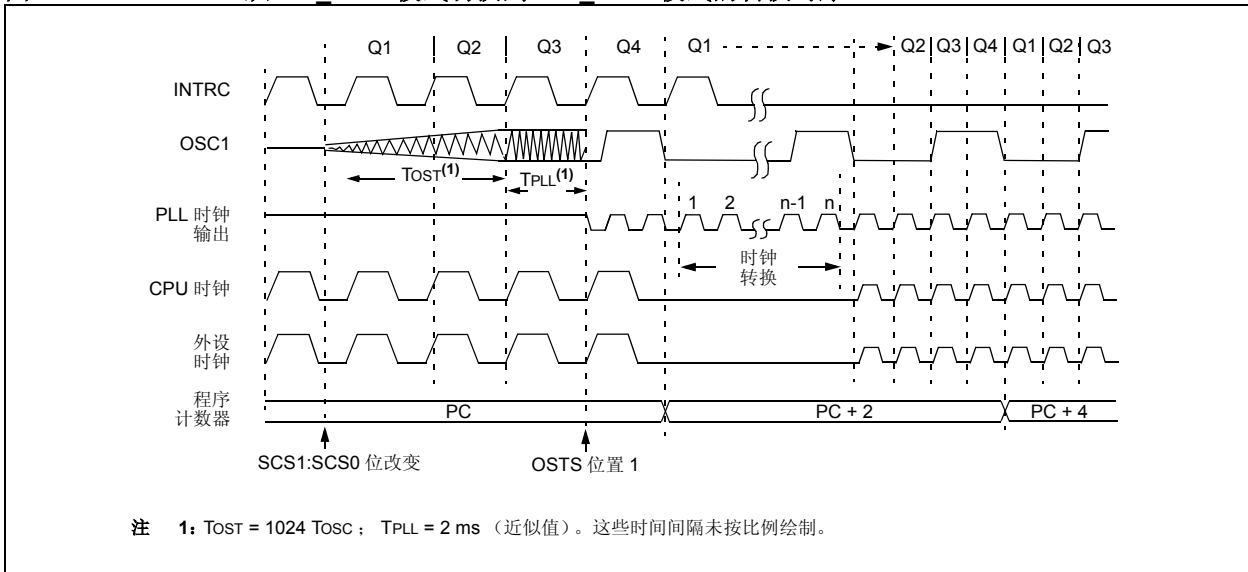 Q1 Q2 Q3 Q4 Q1 Q2 Q3 Q4 Q1 Q2 Q3
INTRC
OSC1
TOST(1) TPLL(1)
1 2 n-1 n
PLL 时钟
输出
时钟
转换
CPU 时钟
外设
时钟
程序
计数器
PC PC + 2 PC + 4
SCS1:SCS0 位改变 OSTS 位置 1
注 1: TOST = 1024 TOSC ; TPLL = 2 ms （近似值）。这些时间间隔未按比例绘制。